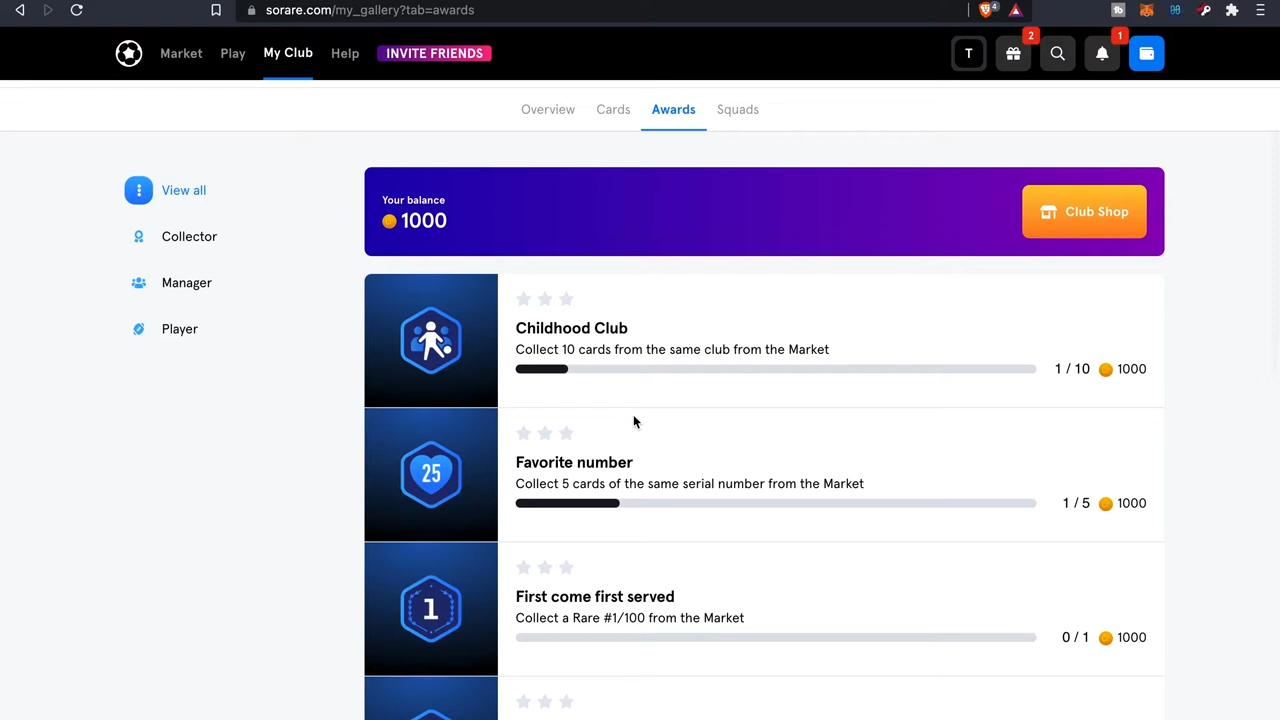 sorare.com/my_gallery?tab=awards
4
Market Play My Club Help INVITE FRIENDS T 2 1
Overview Cards Awards Squads
View all
Collector
Manager
Player
Your balance
1000
Club Shop
Childhood Club
Collect 10 cards from the same club from the Market
1 / 10 1000
25
Favorite number
Collect 5 cards of the same serial number from the Market
1 / 5 1000
1
First come first served
Collect a Rare #1/100 from the Market
0 / 1 1000